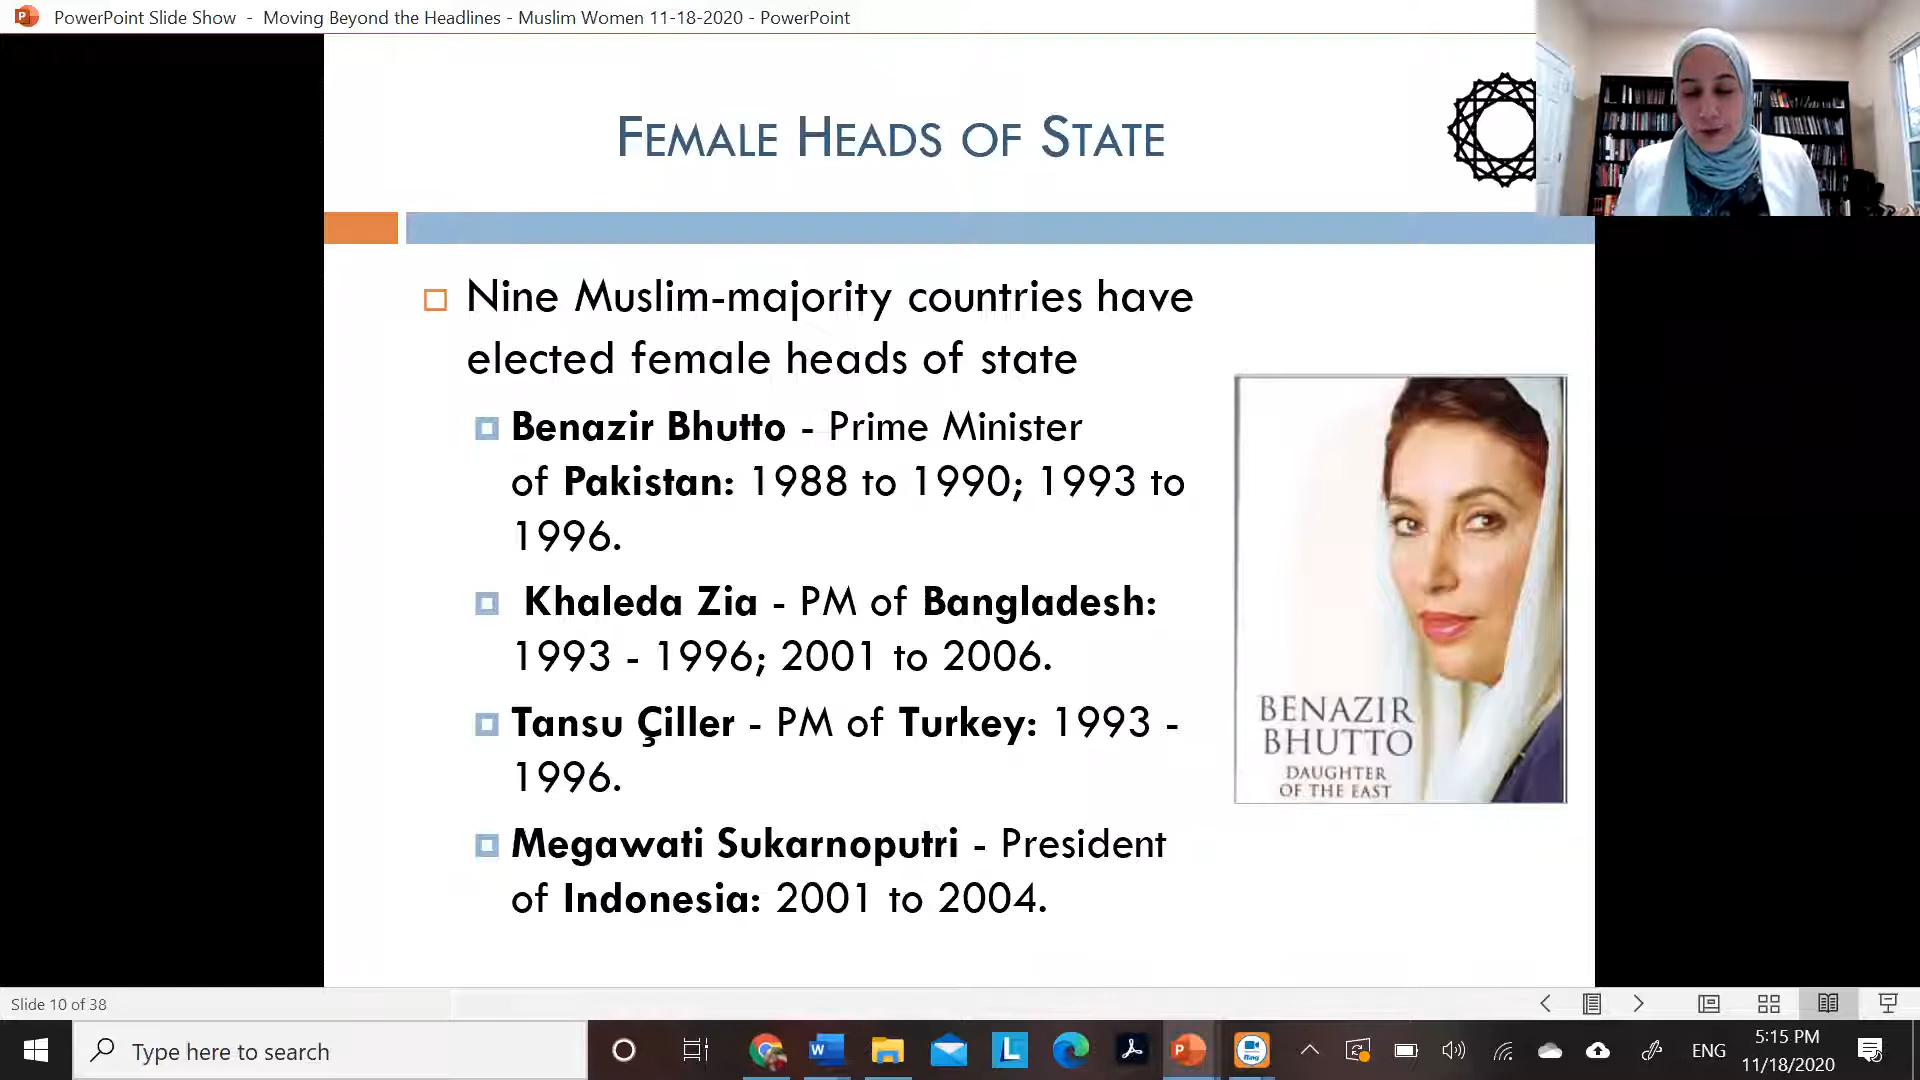 PowerPoint Slide Show - Moving Beyond the Headlines - Muslim Women 11-18-2020 - PowerPoint
FEMALE HEADS OF STATE
Nine Muslim-majority countries have
elected female heads of state
Benazir Bhutto - Prime Minister
of Pakistan: 1988 to 1990; 1993 to
1996.
Khaleda Zia - PM of Bangladesh:
1993 - 1996; 2001 to 2006.
Tansu Çiller - PM of Turkey: 1993 -
1996.
Megawati Sukarnoputri - President
of Indonesia: 2001 to 2004.
BENAZIR
BHUTTO
DAUGHTER
OF THE EAST
Slide 10 of 38
Type here to search
ENG
5:15 PM
11/18/2020